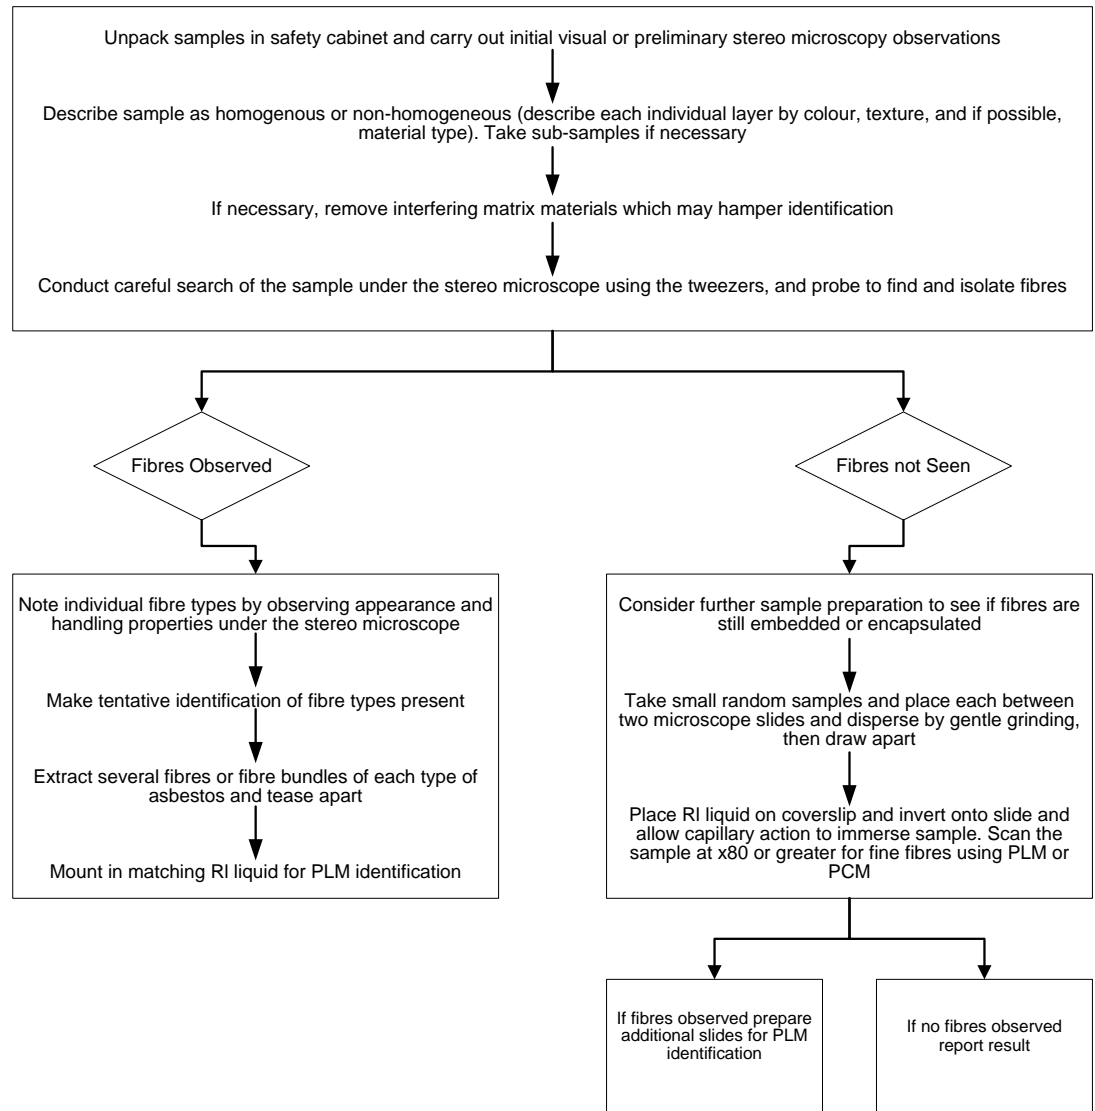 Unpack samples in safety cabinet and carry out initial visual or preliminary stereo microscopy observations
Describe sample as homogenous or non-homogeneous (describe each individual layer by colour, texture, and if possible,
material type). Take sub-samples if necessary
If necessary, remove interfering matrix materials which may hamper identification
Conduct careful search of the sample under the stereo microscope using the tweezers, and probe to find and isolate fibres
Fibres Observed
Fibres not Seen
Note individual fibre types by observing appearance and
handling properties under the stereo microscope
Make tentative identification of fibre types present
Extract several fibres or fibre bundles of each type of
asbestos and tease apart
Mount in matching RI liquid for PLM identification
Consider further sample preparation to see if fibres are
still embedded or encapsulated
Take small random samples and place each between
two microscope slides and disperse by gentle grinding,
then draw apart
Place RI liquid on coverslip and invert onto slide and
allow capillary action to immerse sample. Scan the
sample at x80 or greater for fine fibres using PLM or
PCM
If fibres observed prepare
additional slides for PLM
identification
If no fibres observed
report result